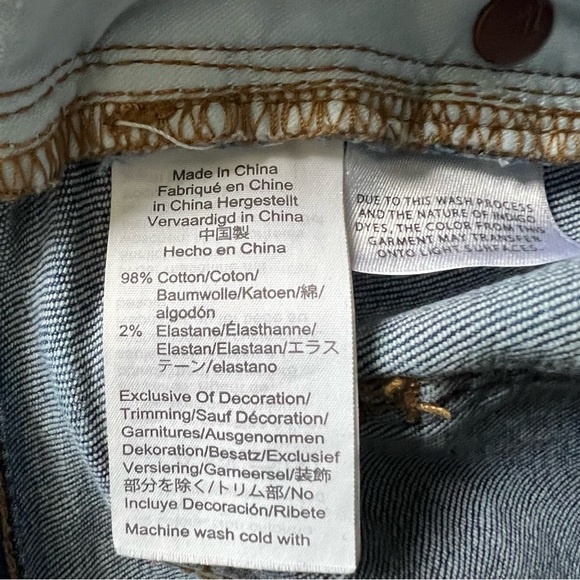 Made in China
Fabriqué en Chine
in China Hergestellt
Vervaardigd in China
中国製
Hecho en China
98% Cotton/Coton/
Baumwolle/Katoen/綿/
algodón
2% Elastane/Élasthanne/
Elastan/Elastaan/エラス
テーン/elastano
Exclusive Of Decoration/
Trimming/Sauf Décoration/
Garnitures/Ausgenommen
Dekoration/Besatz/Exclusief
Versiering/Garneersel/装飾
部分を除く/トリム部/No
Incluye Decoración/Ribete
Machine wash cold with
DUE TO THIS WASH PROCESS
AND THE NATURE OF INDIGO
DYES, THE COLOR FROM THIS
GARMENT MAY TRANSFER
ONTO LIGHT SURFACES.